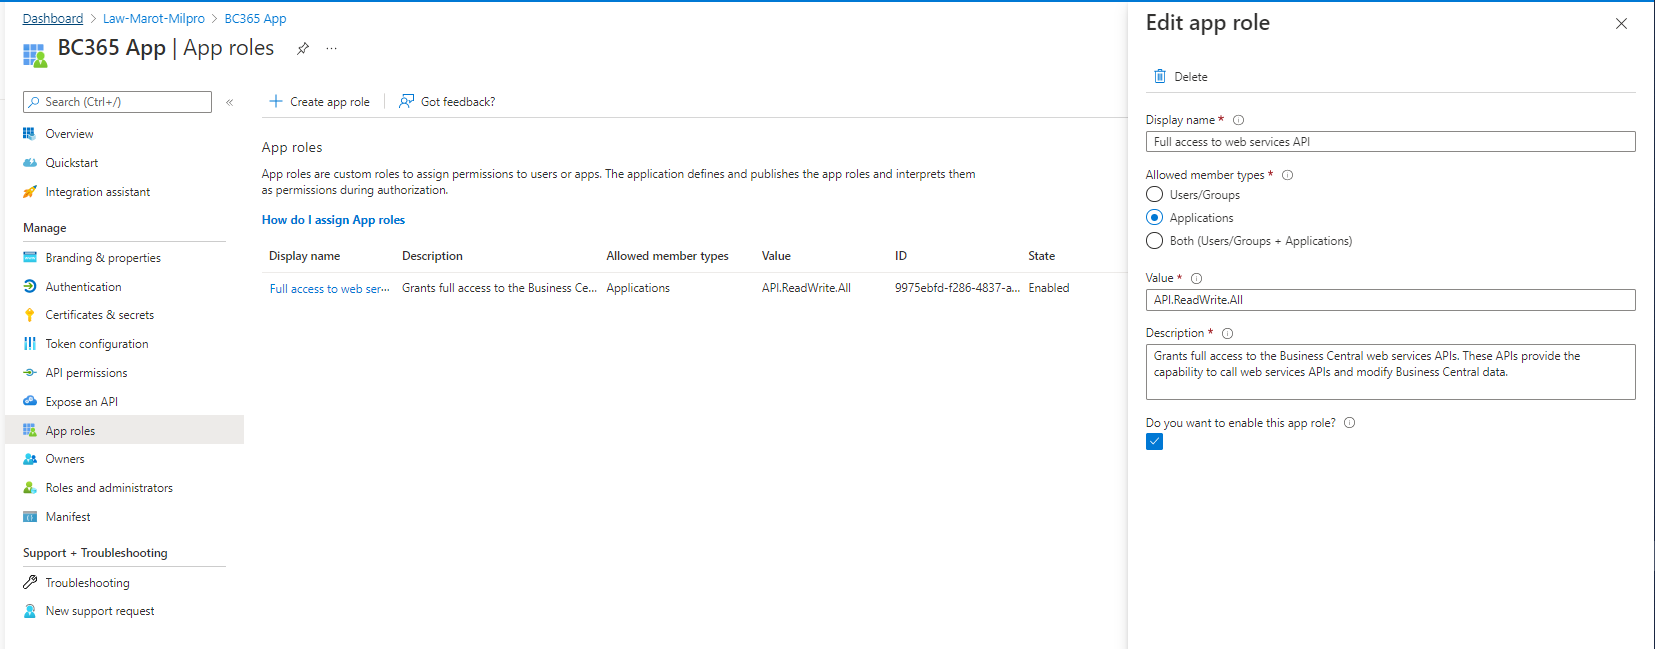 Dashboard > Law-Marot-Milpro > BC365 App
BC365 App | App roles
Search (Ctrl+/)
Overview
Quickstart
Integration assistant
Manage
Branding & properties
Authentication
Certificates & secrets
Token configuration
API permissions
Expose an API
App roles
Owners
Roles and administrators
Manifest
Support + Troubleshooting
Troubleshooting
New support request
Create app role
Got feedback?
App roles
App roles are custom roles to assign permissions to users or apps. The application defines and publishes the app roles and interprets them
as permissions during authorization.
How do I assign App roles
Display name Description Allowed member types Value ID State
Full access to web ser... Grants full access to the Business Ce... Applications API.ReadWrite.All 9975ebfd-f286-4837-a... Enabled
Edit app role
Delete
Display name *
Full access to web services API
Allowed member types *
Users/Groups
Applications
Both (Users/Groups + Applications)
Value *
API.ReadWrite.All
Description *
Grants full access to the Business Central web services APIs. These APIs provide the
capability to call web services APIs and modify Business Central data.
Do you want to enable this app role?